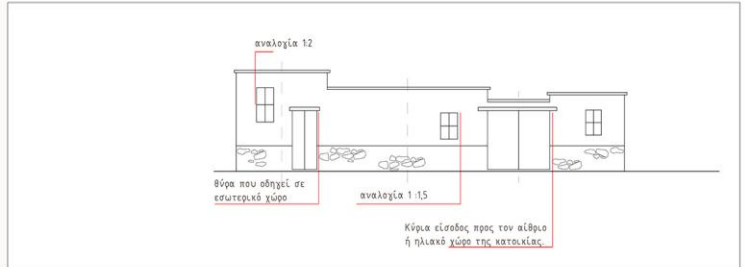 αναλογία 1:2
θύρα που οδηγεί σε
εσωτερικό χώρο
αναλογία 1 :1,5
Κύρια είσοδος προς τον αίθριο
ή ηλιακό χώρο της κατοικίας.